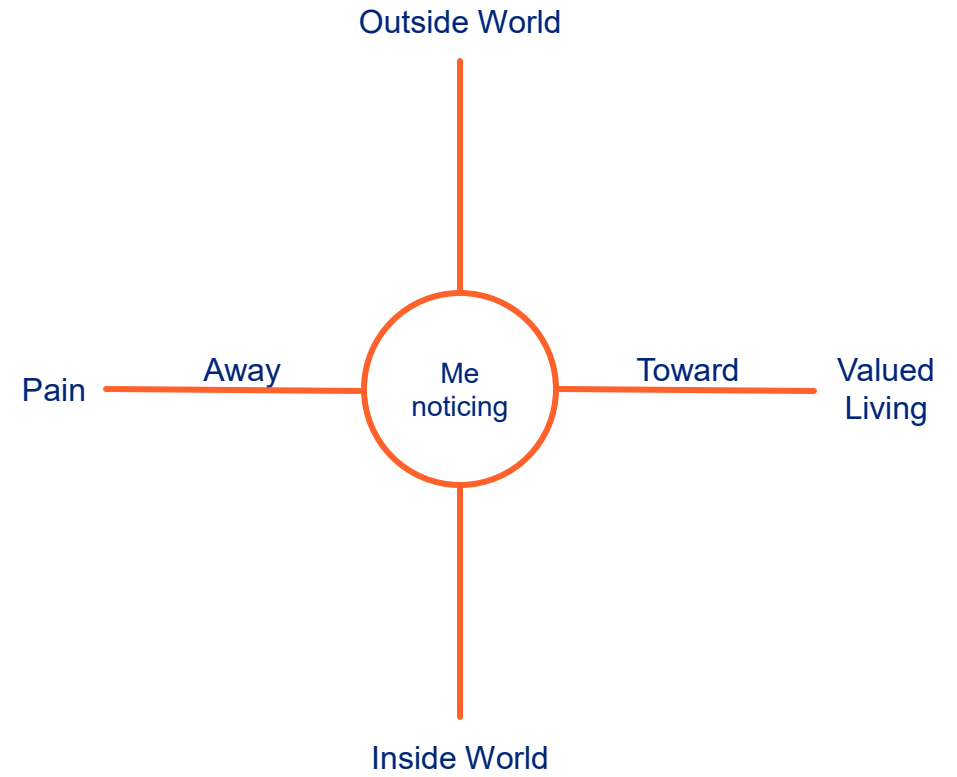 Outside World
Pain
Away
Me
noticing
Toward
Valued
Living
Inside World